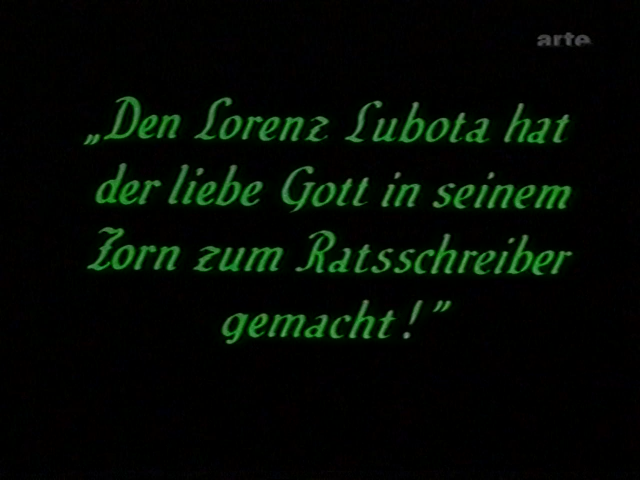 arte
„Den Lorenz Lubota hat
der liebe Gott in seinem
Zorn zum Ratsschreiber
gemacht!”